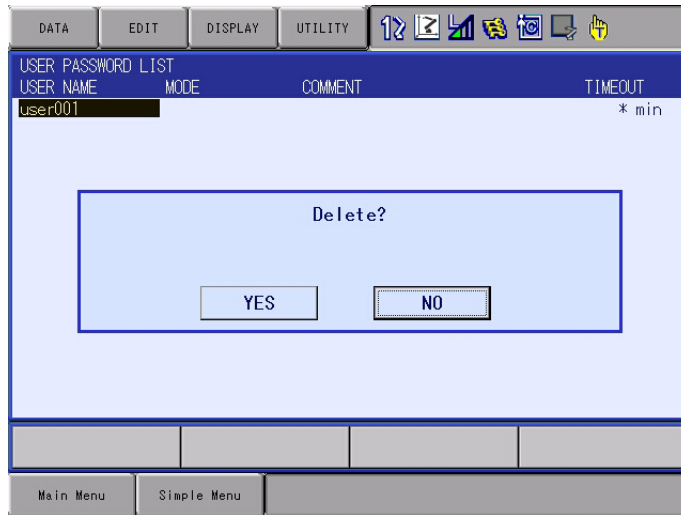 DATA EDIT DISPLAY UTILITY
USER PASSWORD LIST
USER NAME MODE COMMENT TIMEOUT
user001 * min
Delete?
YES NO
Main Menu Simple Menu